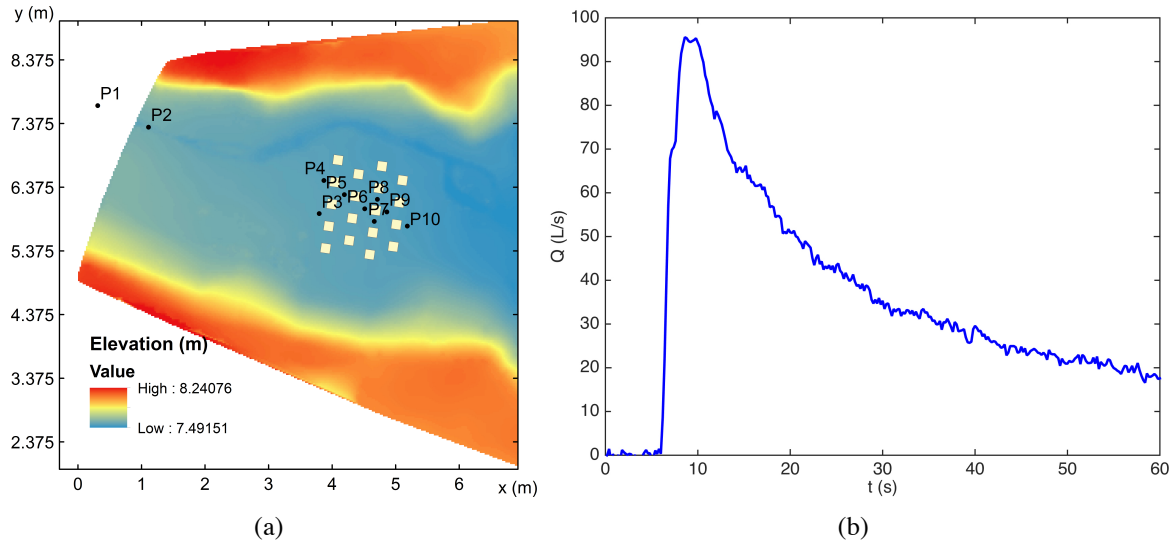 y (m)
8.375
7.375
6.375
5.375
4.375
3.375
2.375
P1
P2
P4
P5
P8
P6
P9
P3
P7
P10
Elevation (m)
Value
High : 8.24076
Low : 7.49151
0 1 2 3 4 5 6 x (m)
(a)
100
90
80
70
60
50
40
30
20
10
0
Q (L/s)
0 10 20 30 40 50 60
t (s)
(b)